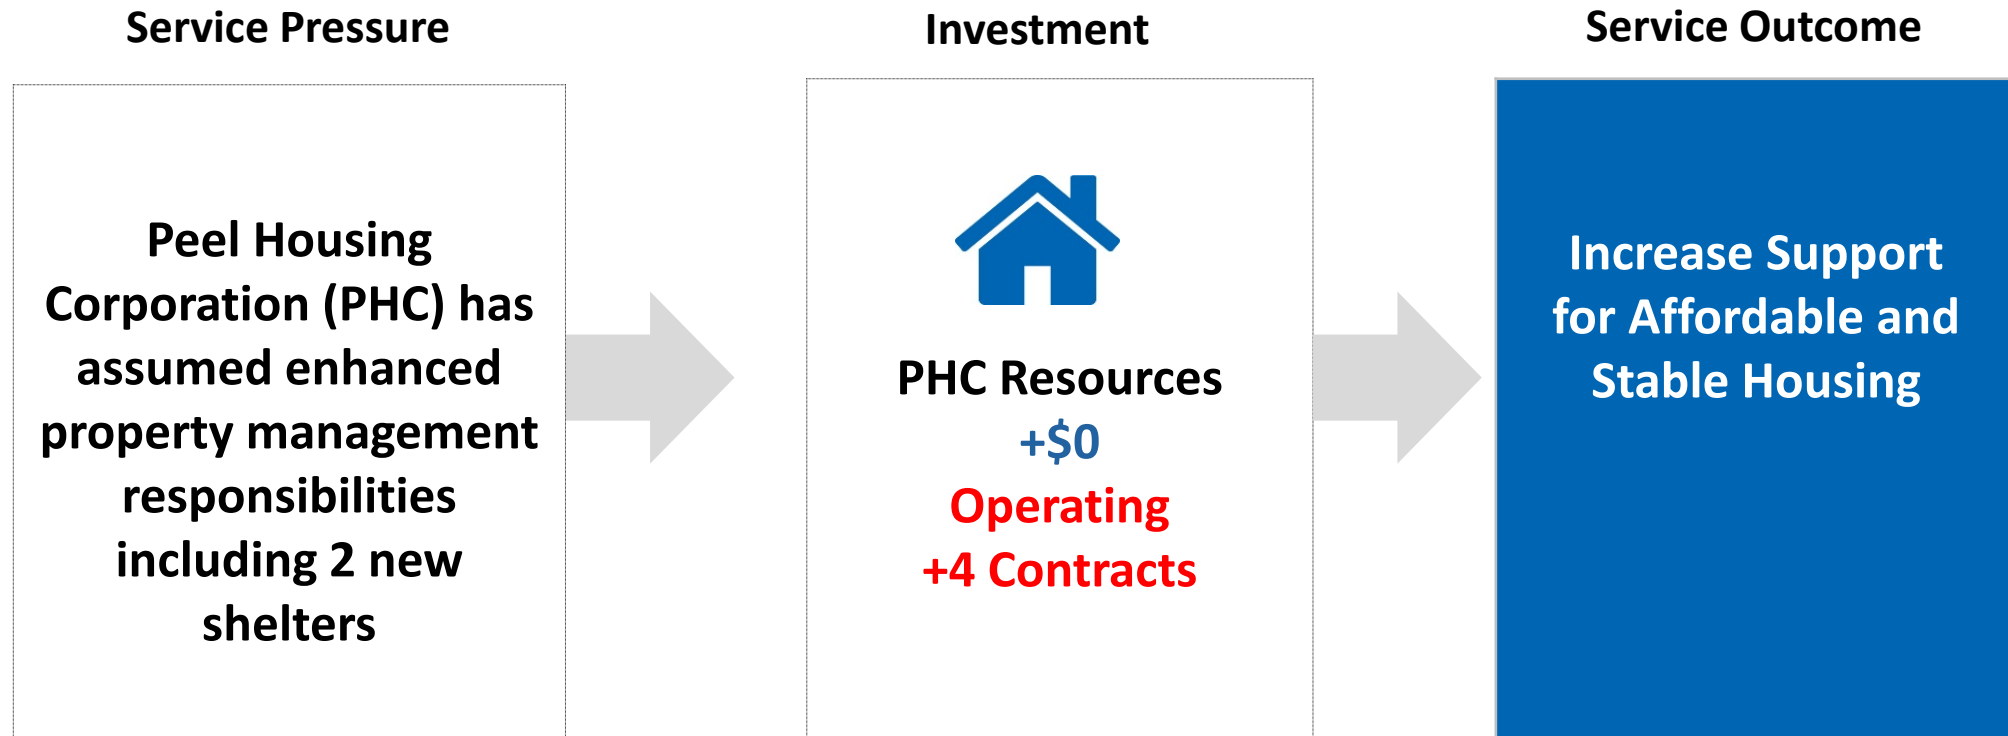 Service Pressure
Peel Housing
Corporation (PHC) has
assumed enhanced
property management
responsibilities
including 2 new
shelters
Investment
PHC Resources
+$0
Operating
+4 Contracts
Service Outcome
Increase Support
for Affordable and
Stable Housing